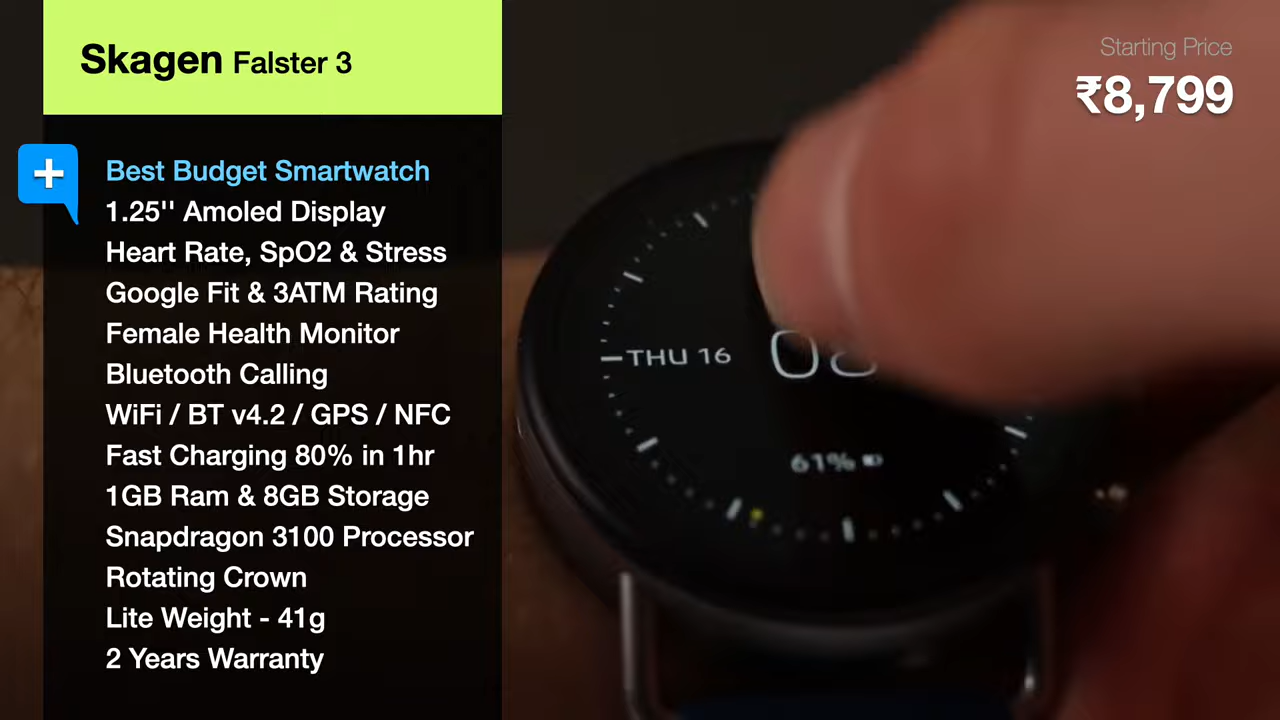 Skagen Falster 3
Starting Price
₹8,799
Best Budget Smartwatch
1.25'' Amoled Display
Heart Rate, SpO2 & Stress
Google Fit & 3ATM Rating
Female Health Monitor
Bluetooth Calling
WiFi / BT v4.2 / GPS / NFC
Fast Charging 80% in 1hr
1GB Ram & 8GB Storage
Snapdragon 3100 Processor
Rotating Crown
Lite Weight - 41g
2 Years Warranty
THU 16
61%